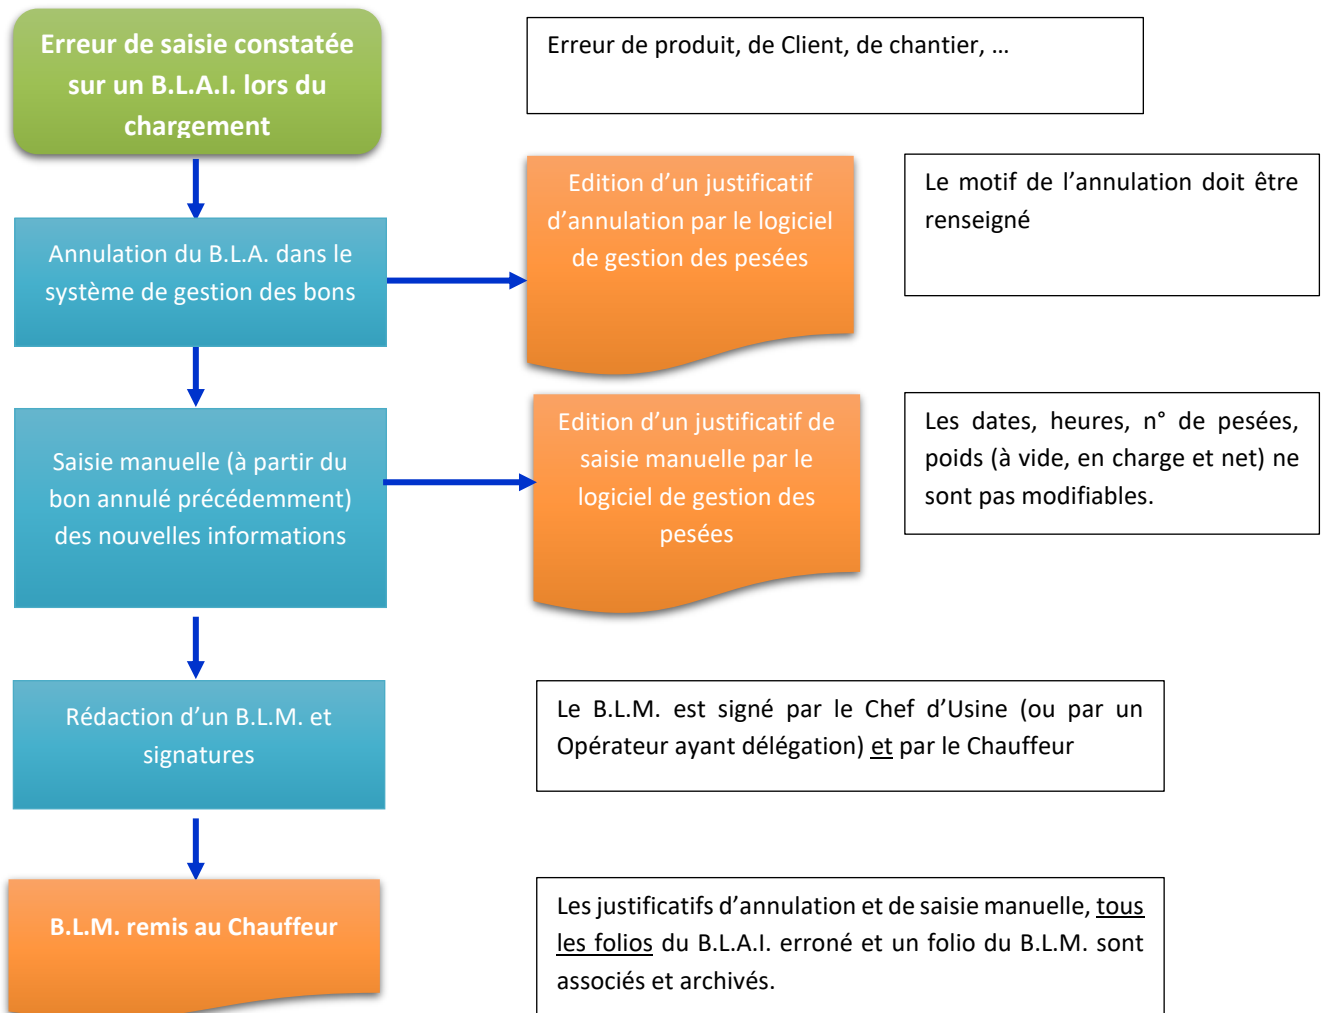 Erreur de saisie constatée
sur un B.L.A.I. lors du
chargement
Erreur de produit, de Client, de chantier, …
Annulation du B.L.A. dans le
système de gestion des bons
Edition d’un justificatif
d’annulation par le logiciel
de gestion des pesées
Le motif de l’annulation doit être
renseigné
Saisie manuelle (à partir du
bon annulé précédemment)
des nouvelles informations
Edition d’un justificatif de
saisie manuelle par le
logiciel de gestion des
pesées
Les dates, heures, n° de pesées,
poids (à vide, en charge et net) ne
sont pas modifiables.
Rédaction d’un B.L.M. et
signatures
Le B.L.M. est signé par le Chef d’Usine (ou par un
Opérateur ayant délégation) et par le Chauffeur
B.L.M. remis au Chauffeur
Les justificatifs d’annulation et de saisie manuelle, tous
les folios du B.L.A.I. erroné et un folio du B.L.M. sont
associés et archivés.